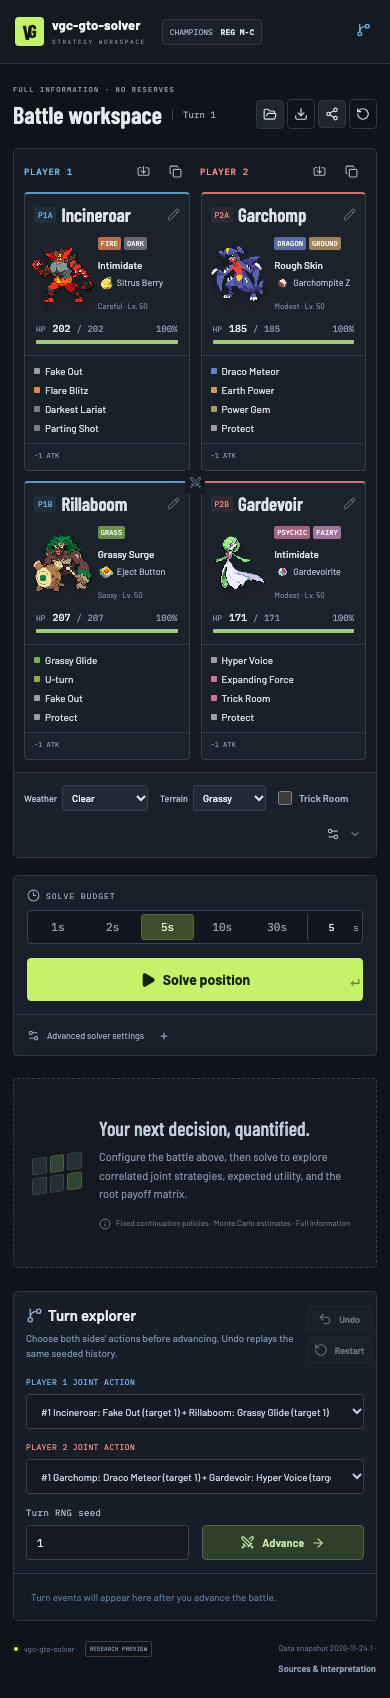 VG vgc-gto-solver
STRATEGY WORKSPACE
CHAMPIONS REG M-C
FULL INFORMATION · NO RESERVES
Battle workspace
Turn 1
PLAYER 1
PLAYER 2
P1A Incineroar
FIRE DARK
Intimidate
Sitrus Berry
Careful · Lv. 50
HP 202 / 202 100%
Fake Out
Flare Blitz
Darkest Lariat
Parting Shot
-1 ATK
P2A Garchomp
DRAGON GROUND
Rough Skin
Garchompite Z
Modest · Lv. 50
HP 185 / 185 100%
Draco Meteor
Earth Power
Power Gem
Protect
-1 ATK
P1B Rillaboom
GRASS
Grassy Surge
Eject Button
Sassy · Lv. 50
HP 207 / 207 100%
Grassy Glide
U-turn
Fake Out
Protect
-1 ATK
P2B Gardevoir
PSYCHIC FAIRY
Intimidate
Gardevoirite
Modest · Lv. 50
HP 171 / 171 100%
Hyper Voice
Expanding Force
Trick Room
Protect
-1 ATK
Weather Clear Terrain Grassy Trick Room
SOLVE BUDGET
1s 2s 5s 10s 30s 5 s
Solve position ↵
Advanced solver settings +
Your next decision, quantified.
Configure the battle above, then solve to explore
correlated joint strategies, expected utility, and the
root payoff matrix.
Fixed continuation policies · Monte Carlo estimates · Full information
Turn explorer
Choose both sides' actions before advancing. Undo replays the
same seeded history.
Undo
Restart
PLAYER 1 JOINT ACTION
#1 Incineroar: Fake Out (target 1) + Rillaboom: Grassy Glide (target 1)
PLAYER 2 JOINT ACTION
#1 Garchomp: Draco Meteor (target 1) + Gardevoir: Hyper Voice (targe
Turn RNG seed
1
Advance →
Turn events will appear here after you advance the battle.
vgc-gto-solver RESEARCH PREVIEW
Data snapshot 2026-11-24.1 ·
Sources & interpretation